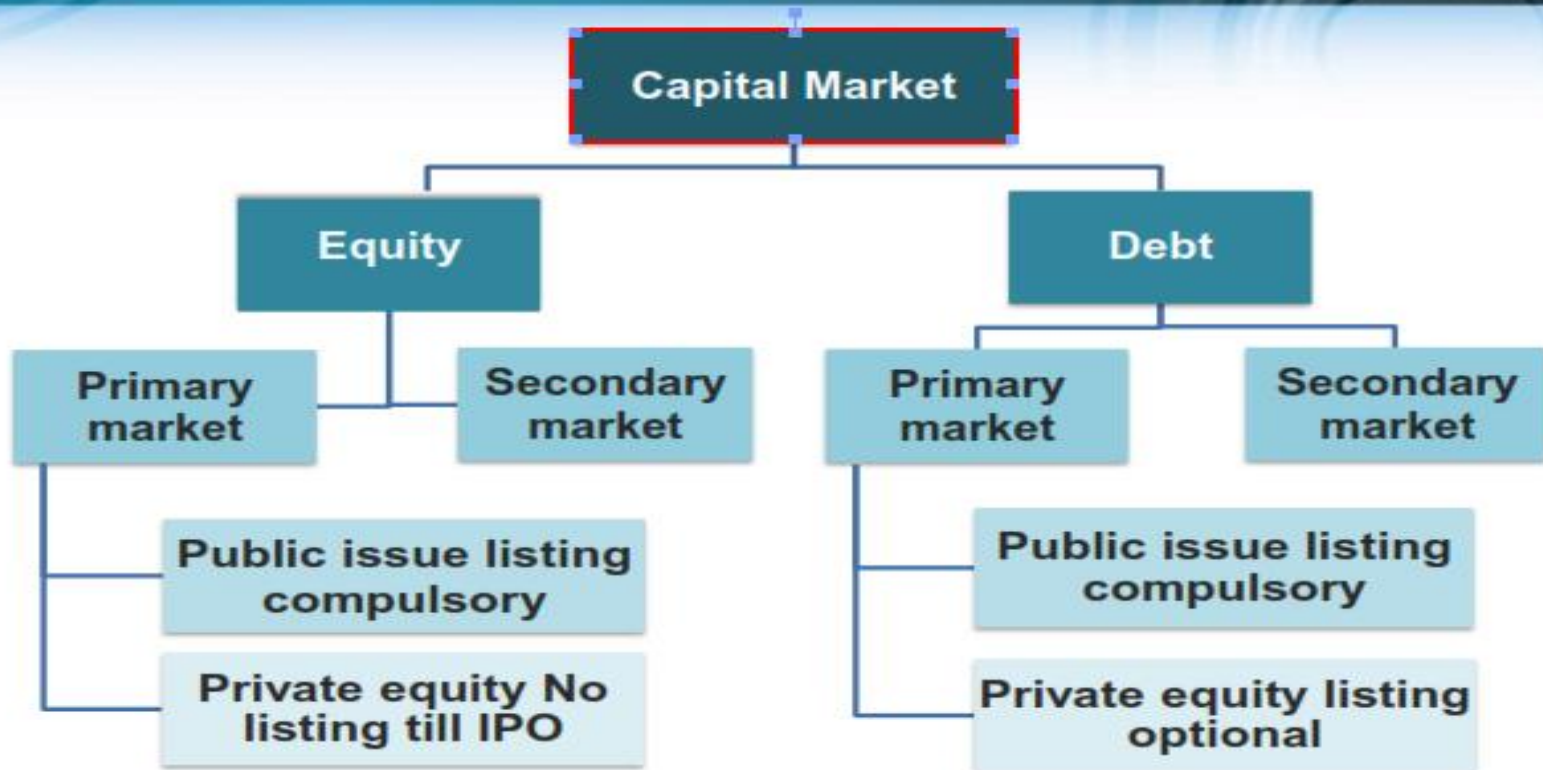 Capital Market
Equity
Debt
Primary
market
Secondary
market
Primary
market
Secondary
market
Public issue listing
compulsory
Private equity No
listing till IPO
Public issue listing
compulsory
Private equity listing
optional